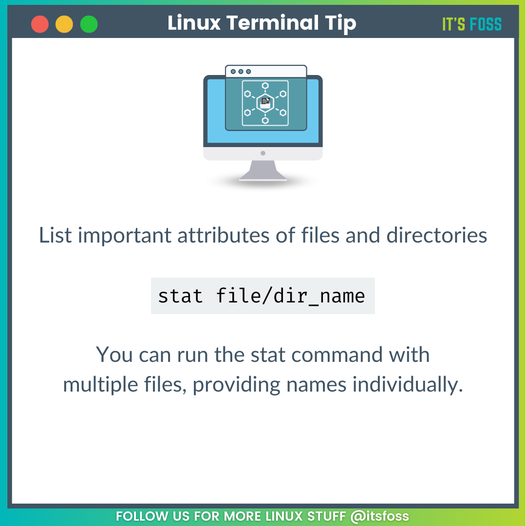 Linux Terminal Tip
IT'S FOSS
List important attributes of files and directories
stat file/dir_name
You can run the stat command with
multiple files, providing names individually.
FOLLOW US FOR MORE LINUX STUFF @itsfoss